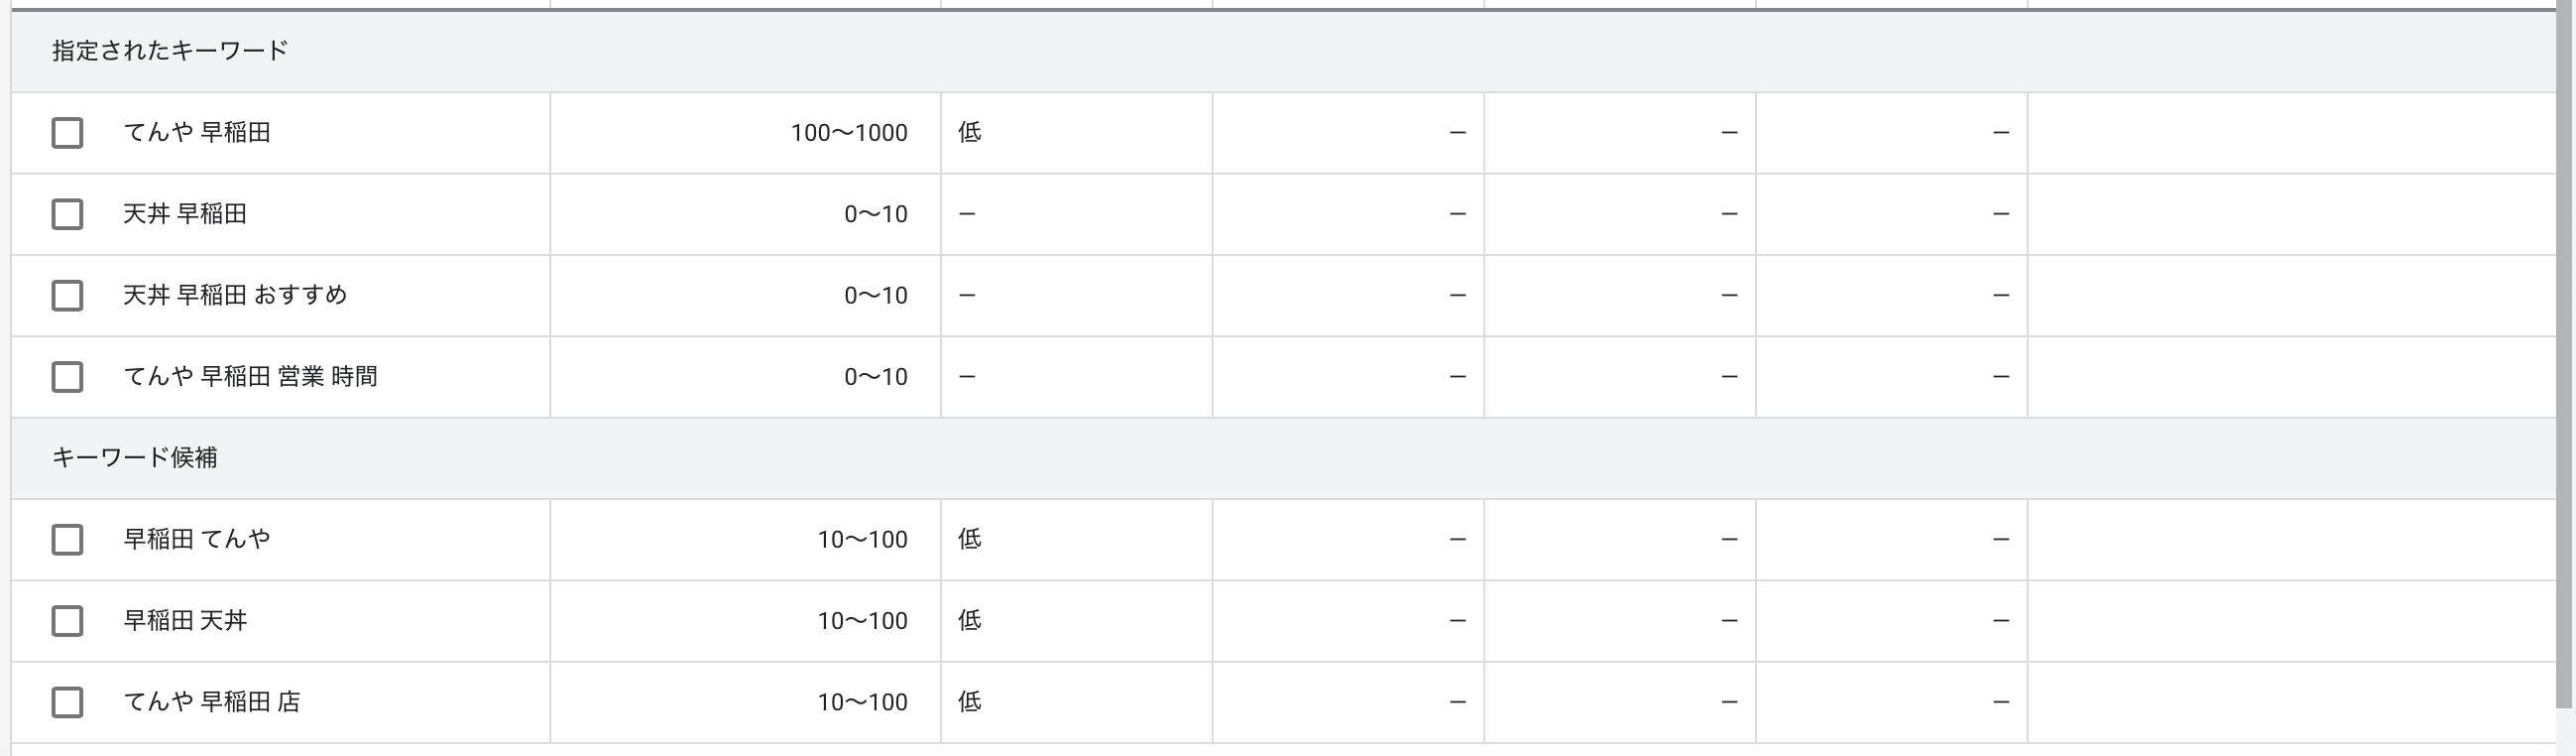 指定されたキーワード
てんや 早稲田 100〜1000 低 – – –
天丼 早稲田 0〜10 – – – –
天丼 早稲田 おすすめ 0〜10 – – – –
てんや 早稲田 営業 時間 0〜10 – – – –
キーワード候補
早稲田 てんや 10〜100 低 – – –
早稲田 天丼 10〜100 低 – – –
てんや 早稲田 店 10〜100 低 – – –